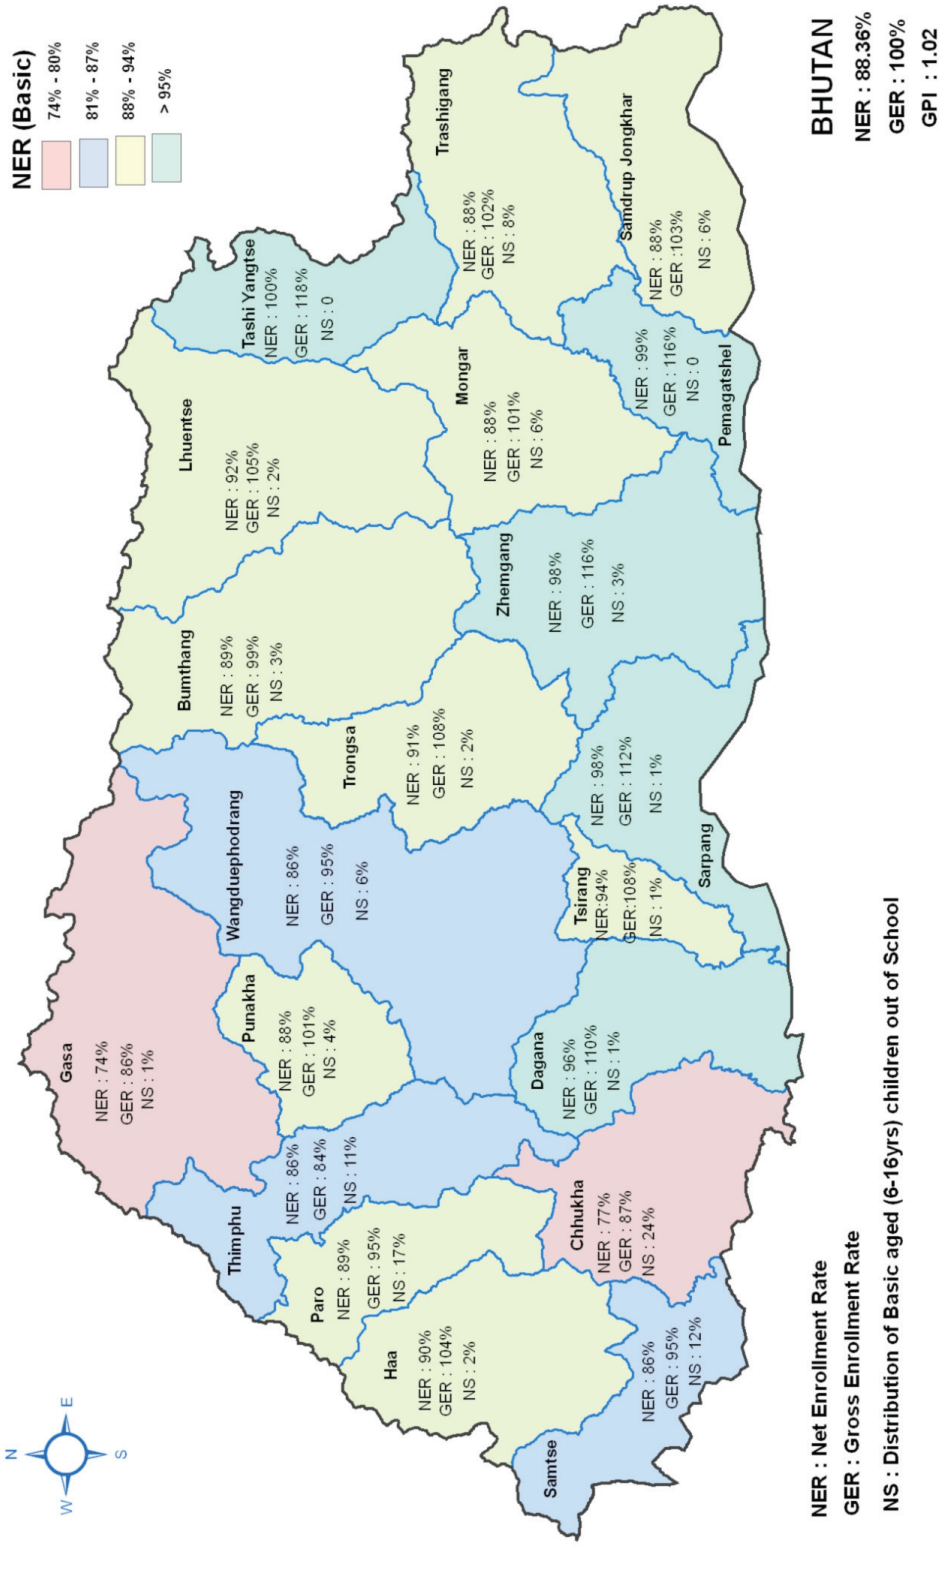 NER (Basic)
74% - 80%
81% - 87%
88% - 94%
> 95%
N
W
E
S
Gasa
NER : 74%
GER : 86%
NS : 1%
Thimphu
NER : 86%
GER : 84%
NS : 11%
Punakha
NER : 88%
GER : 101%
NS : 4%
Wangduephodrang
NER : 86%
GER : 95%
NS : 6%
Bumthang
NER : 89%
GER : 99%
NS : 3%
Lhuentse
NER : 92%
GER : 105%
NS : 2%
Tashi Yangtse
NER : 100%
GER : 118%
NS : 0
Paro
NER : 89%
GER : 95%
NS : 17%
Haa
NER : 90%
GER : 104%
NS : 2%
Trongsa
NER : 91%
GER : 108%
NS : 2%
Mongar
NER : 88%
GER : 101%
NS : 6%
Trashigang
NER : 88%
GER : 102%
NS : 8%
Samtse
NER : 86%
GER : 95%
NS : 12%
Chhukha
NER : 77%
GER : 87%
NS : 24%
Dagana
NER : 96%
GER : 110%
NS : 1%
Tsirang
NER:94%
GER:108%
NS : 1%
NER : 98%
GER : 112%
NS : 1%
Sarpang
Zhemgang
NER : 98%
GER : 116%
NS : 3%
NER : 99%
GER : 116%
NS : 0
Pemagatshel
Samdrup Jongkhar
NER : 88%
GER :103%
NS : 6%
NER : Net Enrollment Rate
GER : Gross Enrollment Rate
NS : Distribution of Basic aged (6-16yrs) children out of School
BHUTAN
NER : 88.36%
GER : 100%
GPI : 1.02